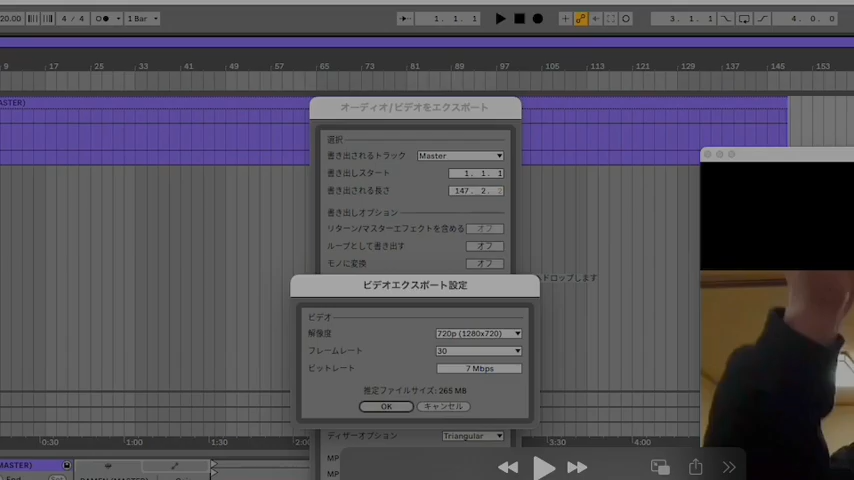 20.00 4 / 4 1 Bar 1. 1. 1 3. 1. 1 4. 0. 0
9 17 25 33 41 49 57 65 73 81 89 97 105 113 121 129 137 145 153
ASTER)
オーディオ/ビデオをエクスポート
選択
書き出されるトラック Master
書き出しスタート 1. 1. 1
書き出される長さ 147. 2. 2
書き出しオプション
リターン/マスターエフェクトを含める オフ
ループとして書き出す オフ
モノに変換 オフ
ドロップします
ビデオエクスポート設定
ビデオ
解像度 720p (1280x720)
フレームレート 30
ビットレート 7 Mbps
推定ファイルサイズ: 265 MB
OK キャンセル
ディザーオプション Triangular
0:30 1:00 1:30 2:0 3:30 4:00
MASTER)
MP
MP
End